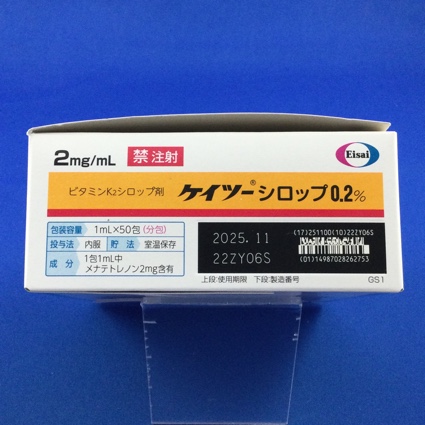 2mg/mL 禁注射 Eisai
ビタミンK2シロップ剤 ケイツー®シロップ0.2%
包装容量 1mL×50包(分包)
投与法 内服 貯法 室温保存
成分 1包1mL中
メナテトレノン2mg含有
2025.11
22ZY06S
(17)251100(10)22ZY06S
(01)14987028262753
上段:使用期限 下段:製造番号 GS1